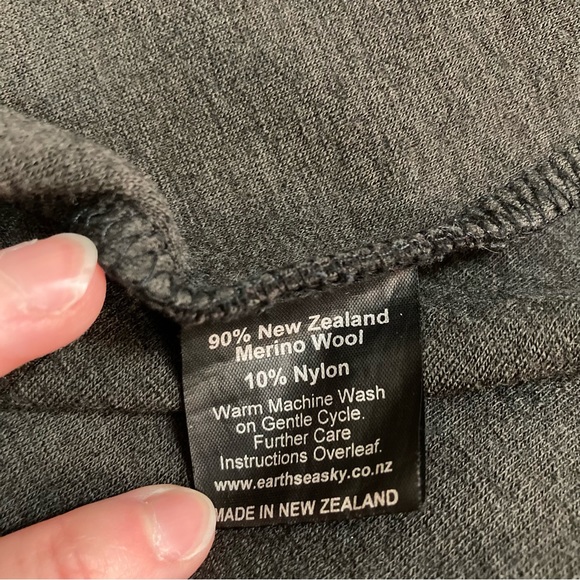 90% New Zealand
Merino Wool
10% Nylon
Warm Machine Wash
on Gentle Cycle.
Further Care
Instructions Overleaf.
www.earthseasky.co.nz
MADE IN NEW ZEALAND